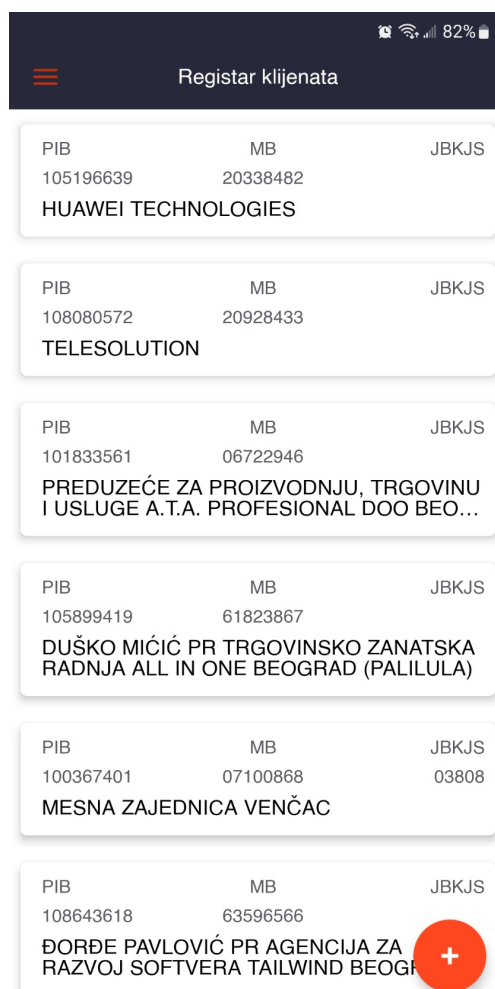 82%
Registar klijenata
PIB MB JBKJS
105196639 20338482
HUAWEI TECHNOLOGIES
PIB MB JBKJS
108080572 20928433
TELESOLUTION
PIB MB JBKJS
101833561 06722946
PREDUZEĆE ZA PROIZVODNJU, TRGOVINU
I USLUGE A.T.A. PROFESIONAL DOO BEO...
PIB MB JBKJS
105899419 61823867
DUŠKO MIĆIĆ PR TRGOVINSKO ZANATSKA
RADNJA ALL IN ONE BEOGRAD (PALILULA)
PIB MB JBKJS
100367401 07100868 03808
MESNA ZAJEDNICA VENČAC
PIB MB JBKJS
108643618 63596566
ĐORĐE PAVLOVIĆ PR AGENCIJA ZA
RAZVOJ SOFTVERA TAILWIND